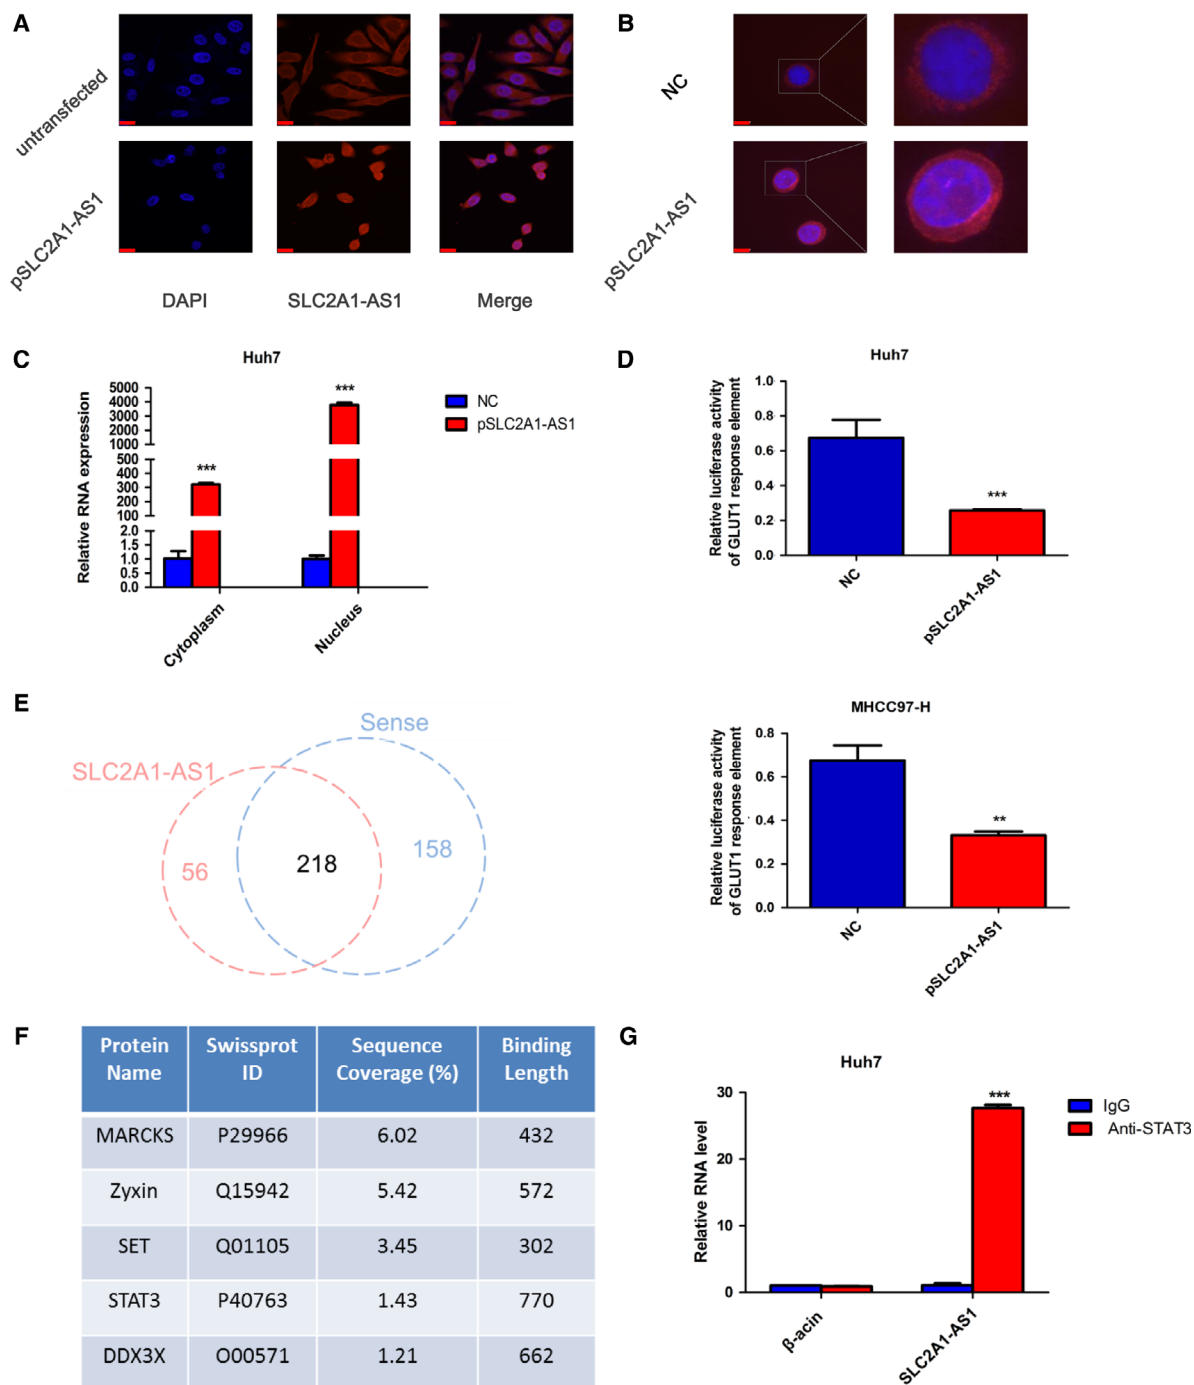 A
untransfected
pSLC2A1-AS1
DAPI
SLC2A1-AS1
Merge
B
NC
pSLC2A1-AS1
C
Huh7
Relative RNA expression
5000
4000
3000
2000
1000
500
400
300
200
100
2.0
1.5
1.0
0.5
0.0
***
***
Cytoplasm
Nucleus
NC
pSLC2A1-AS1
D
Huh7
Relative luciferase activity
of GLUT1 response element
1.0
0.8
0.6
0.4
0.2
0.0
***
NC
pSLC2A1-AS1
MHCC97-H
Relative luciferase activity
of GLUT1 response element
0.8
0.6
0.4
0.2
0.0
**
NC
pSLC2A1-AS1
E
Sense
SLC2A1-AS1
56
218
158
F
Protein Name Swissprot ID Sequence Coverage (%) Binding Length
MARCKS P29966 6.02 432
Zyxin Q15942 5.42 572
SET Q01105 3.45 302
STAT3 P40763 1.43 770
DDX3X O00571 1.21 662
G
Huh7
Relative RNA level
30
20
10
0
***
β-acin
SLC2A1-AS1
IgG
Anti-STAT3